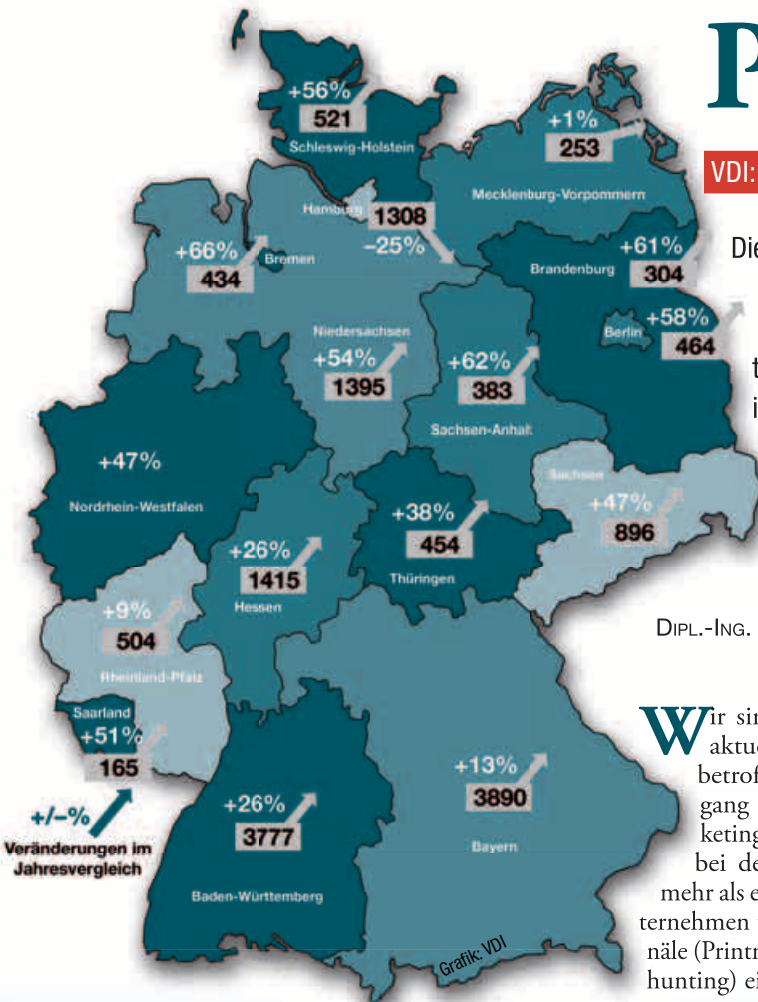 P
VDI:
Die
t
i
DIPL.-ING.
Wir sin
aktue
betrof
gang
keting
bei de
mehr als e
ternehmen
näle (Printn
hunting) ei
+56%
521
Schleswig-Holstein
+1%
253
Mecklenburg-Vorpommern
Hamburg
1308
–25%
+66%
434
Bremen
+61%
304
Brandenburg
Berlin
+58%
464
Niedersachsen
+54%
1395
+62%
383
Sachsen-Anhalt
+47%
Nordrhein-Westfalen
Sachsen
+47%
896
+38%
454
Thüringen
+26%
1415
Hessen
+9%
504
Rheinland-Pfalz
Saarland
+51%
165
+/–%
Veränderungen im
Jahresvergleich
+26%
3777
Baden-Württemberg
+13%
3890
Bayern
Grafik: VDI